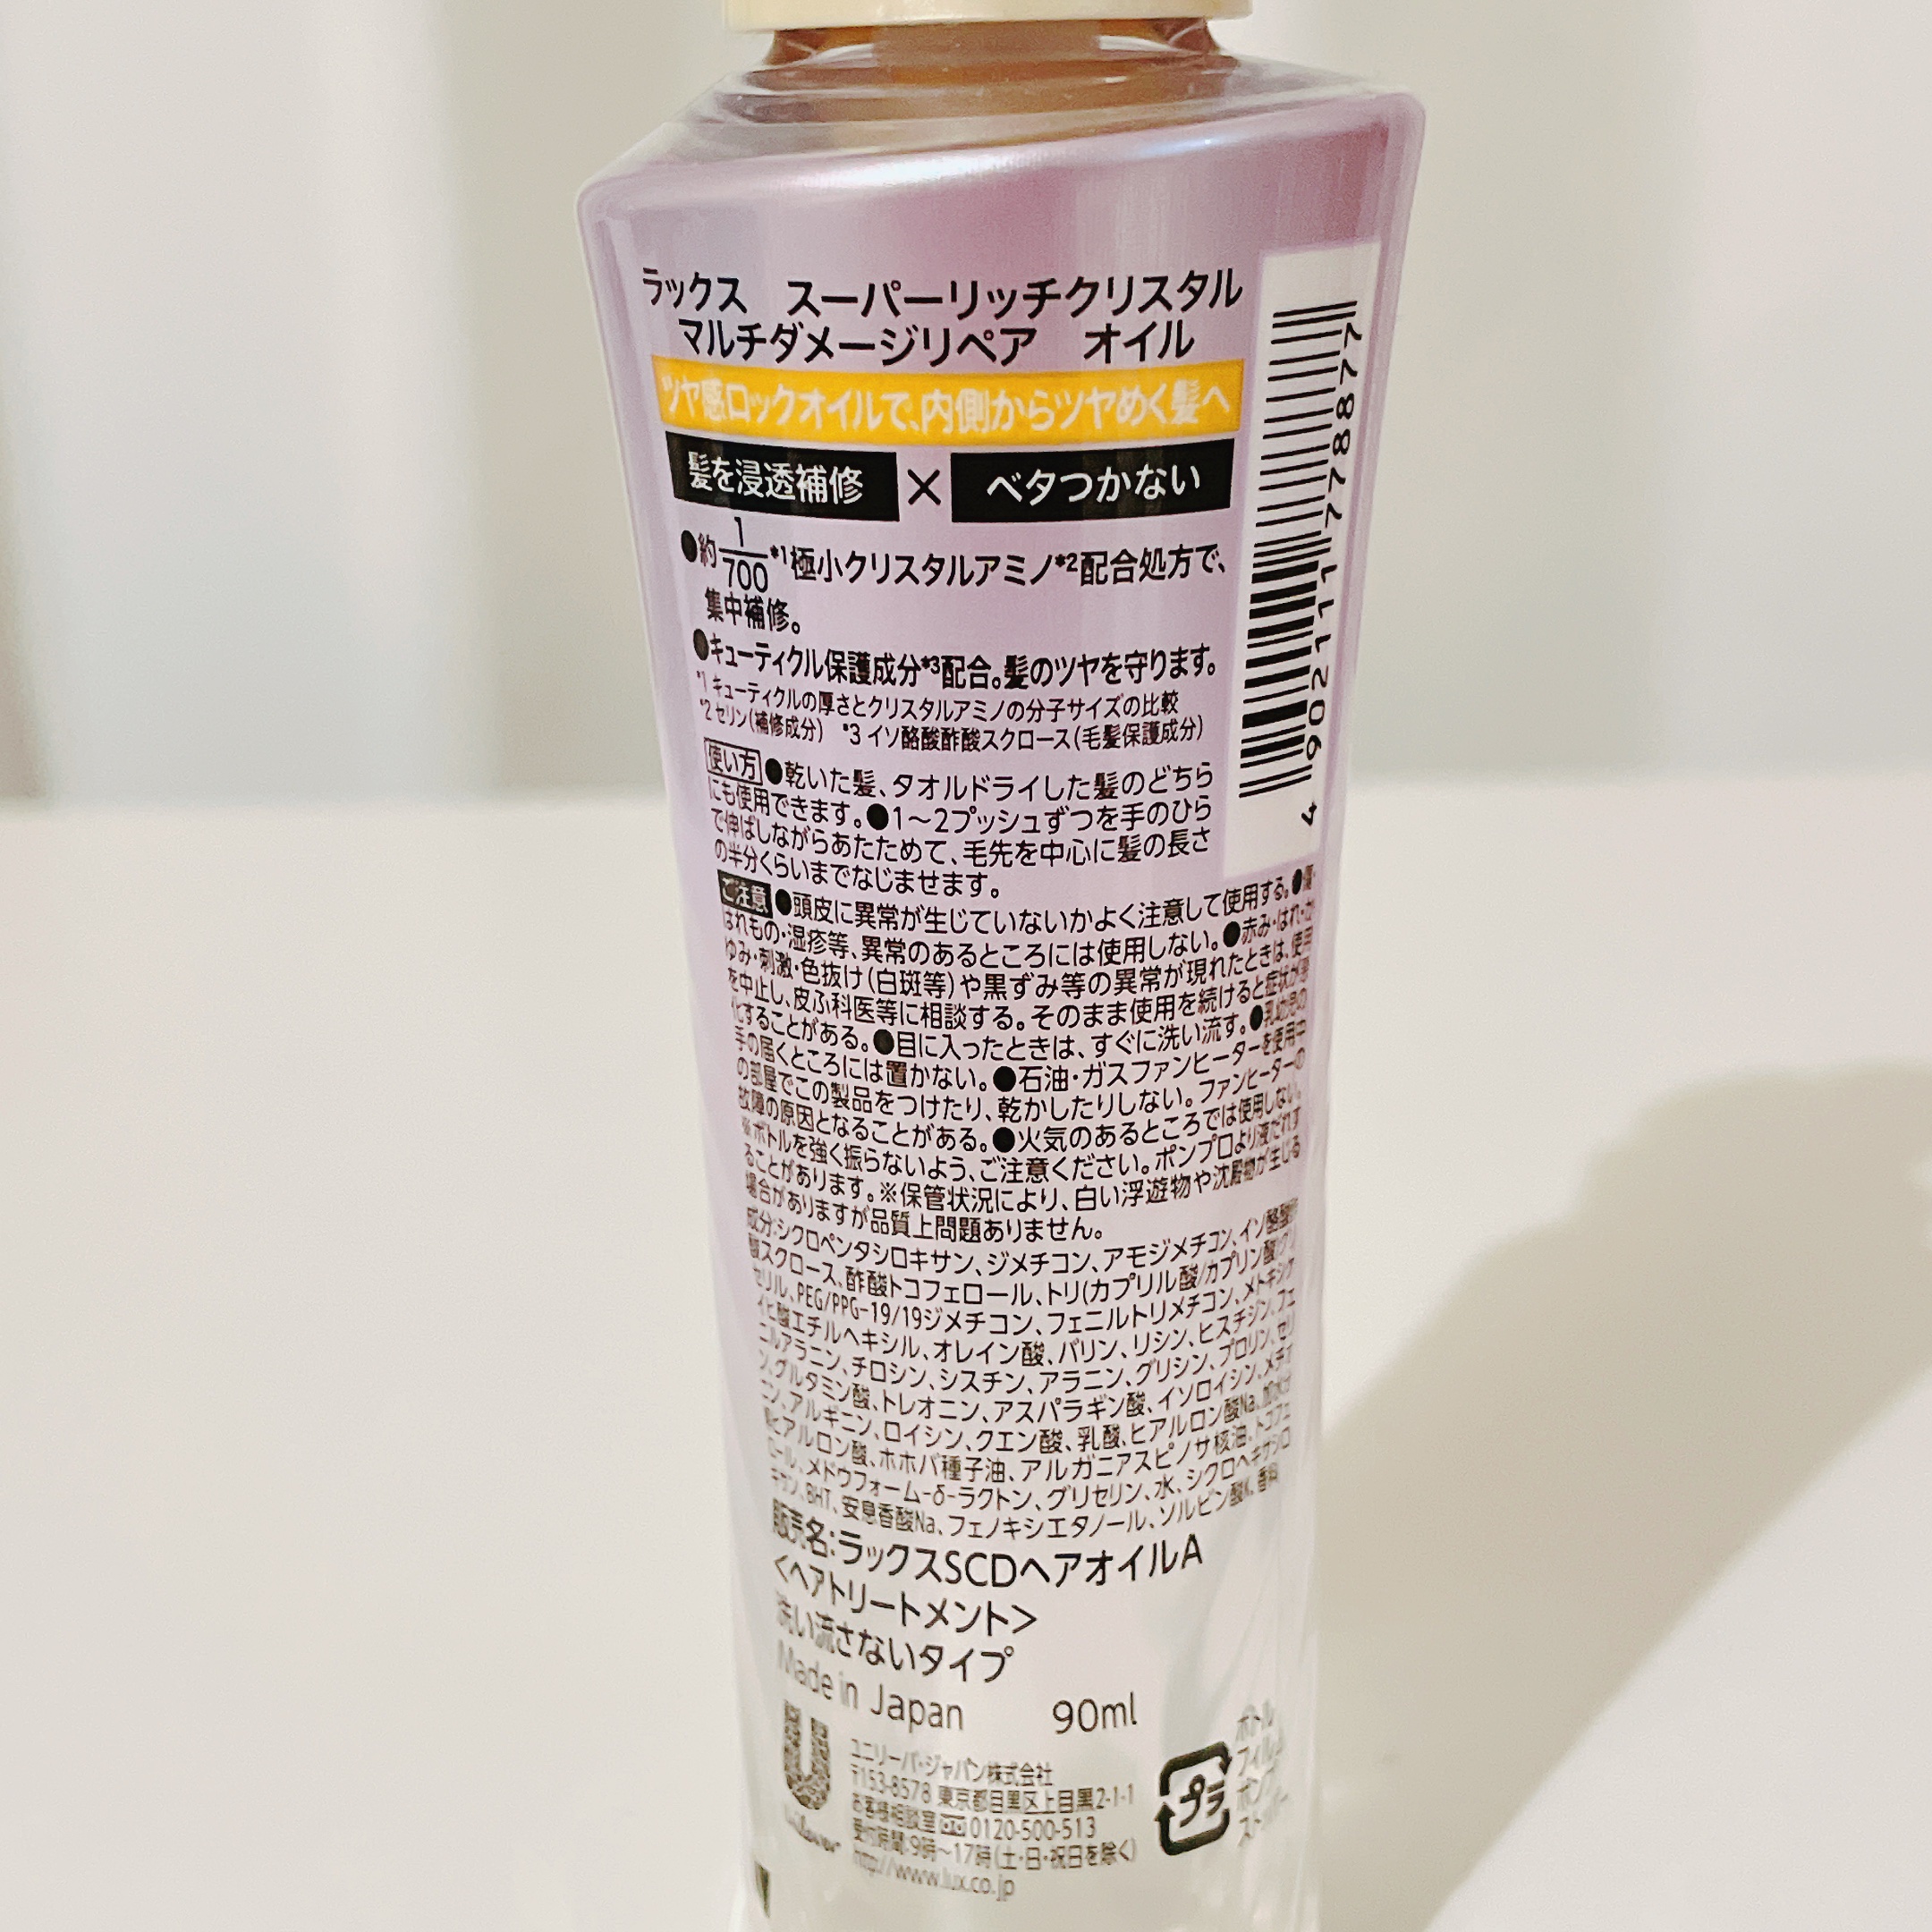 ラックス スーパーリッチクリスタル
マルチダメージリペア オイル
ツヤ感ロックオイルで、内側からツヤめく髪へ
髪を浸透補修 × ベタつかない
●約1/700*1極小クリスタルアミノ*2配合処方で、
集中補修。
●キューティクル保護成分*3配合。髪のツヤを守ります。
*1 キューティクルの厚さとクリスタルアミノの分子サイズの比較
*2 セリン(補修成分) *3 イソ酪酸酢酸スクロース(毛髪保護成分)
使い方 ●乾いた髪、タオルドライした髪のどちら
にも使用できます。●1〜2プッシュずつを手のひら
で伸ばしながらあたためて、毛先を中心に髪の長さ
の半分くらいまでなじませます。
ご注意 ●頭皮に異常が生じていないかよく注意して使用する。●傷・
はれもの・湿疹等、異常のあるところには使用しない。●赤み・はれ・か
ゆみ・刺激・色抜け(白斑等)や黒ずみ等の異常が現れたときは、使用
を中止し、皮ふ科医等に相談する。そのまま使用を続けると症状が悪
化することがある。●目に入ったときは、すぐに洗い流す。●乳幼児の
手の届くところには置かない。●石油・ガスファンヒーターを使用中
の部屋でこの製品をつけたり、乾かしたりしない。ファンヒーターの
故障の原因となることがある。●火気のあるところでは使用しない。
※ボトルを強く振らないよう、ご注意ください。ポンプ口より液だれす
ることがあります。※保管状況により、白い浮遊物や沈殿物が生じる
場合がありますが品質上問題ありません。
成分:シクロペンタシロキサン、ジメチコン、アモジメチコン、イソ酪酸酢
酸スクロース、酢酸トコフェロール、トリ(カプリル酸/カプリン酸)グリ
セリル、PEG/PPG-19/19ジメチコン、フェニルトリメチコン、メトキシケ
イヒ酸エチルヘキシル、オレイン酸、バリン、リシン、ヒスチジン、フェ
ニルアラニン、チロシン、シスチン、アラニン、グリシン、プロリン、セリ
ン、グルタミン酸、トレオニン、アスパラギン酸、イソロイシン、メチオ
ニン、アルギニン、ロイシン、クエン酸、乳酸、ヒアルロン酸Na、加水分
解ヒアルロン酸、ホホバ種子油、アルガニアスピノサ核油、トコフェ
ロール、メドウフォーム-δ-ラクトン、グリセリン、水、シクロヘキサシロ
キサン、BHT、安息香酸Na、フェノキシエタノール、ソルビン酸K、香料
販売名:ラックスSCDヘアオイルA
<ヘアトリートメント>
洗い流さないタイプ
Made in Japan 90ml
Unilever
ユニリーバ・ジャパン株式会社
〒153-8578 東京都目黒区上目黒2-1-1
お客様相談室 0120-500-513
受付時間:9時〜17時(土・日・祝日を除く)
http://www.lux.co.jp
プラ
ボトル
フィルム
ポンプ
4902111778877